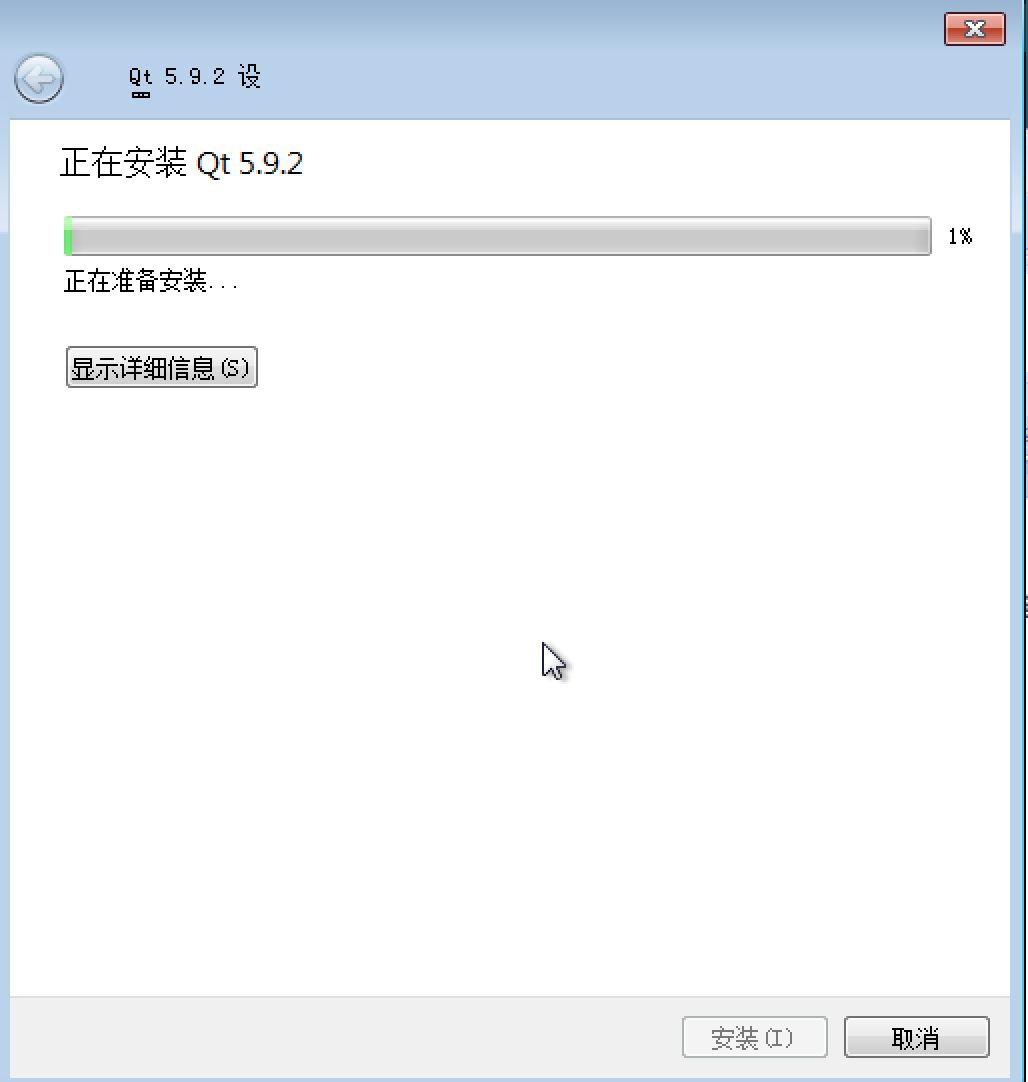 Qt 5.9.2 设
正在安装 Qt 5.9.2
1%
正在准备安装...
显示详细信息(S)
安装(I)
取消